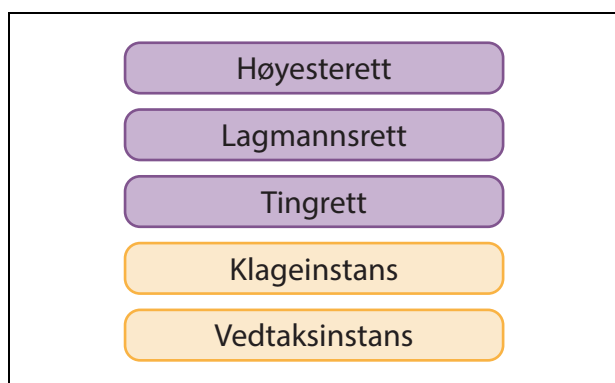 Høyesterett
Lagmannsrett
Tingrett
Klageinstans
Vedtaksinstans